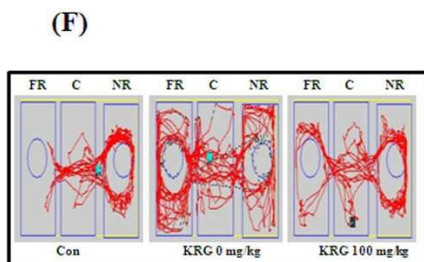 (F)
FR C NR FR C NR FR C NR
Con KRG 0 mg/kg KRG 100 mg/kg